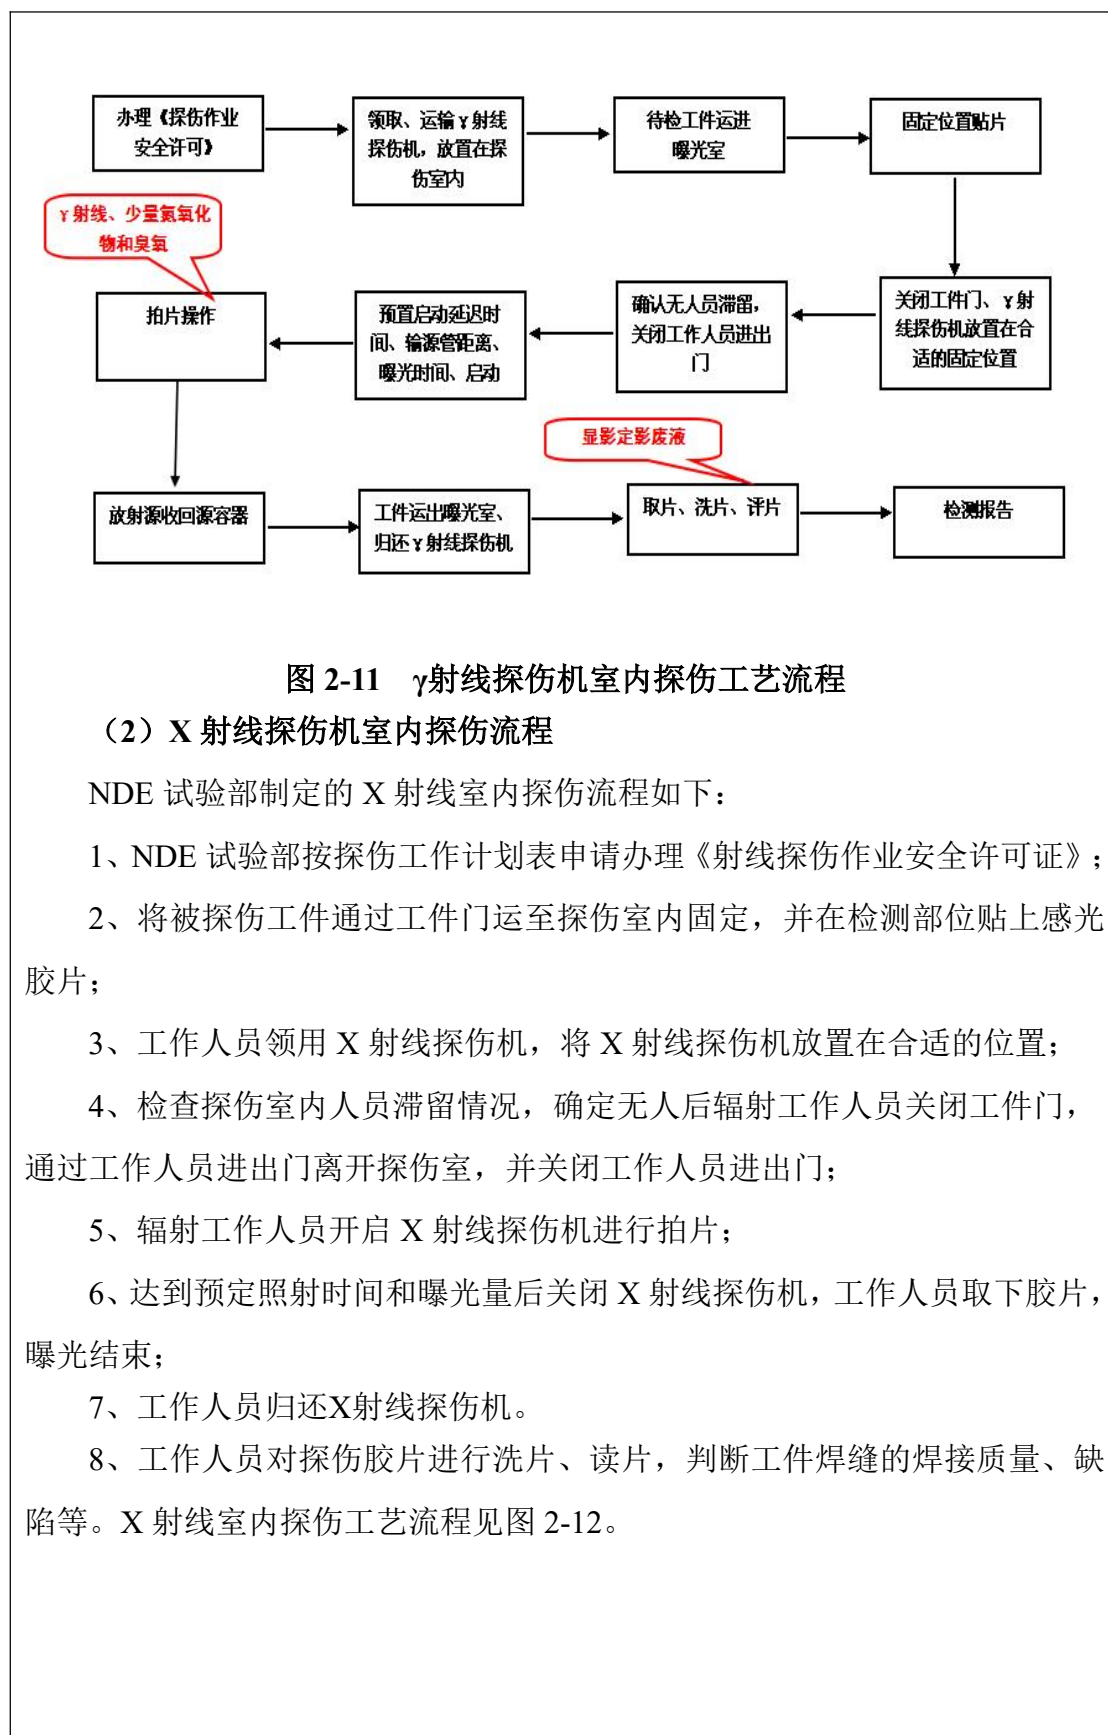 办理《探伤作业
安全许可》
领取、运输γ射线
探伤机，放置在探
伤室内
待检工件运进
曝光室
固定位置贴片
γ射线、少量氮氧化
物和臭氧
拍片操作
预置启动延迟时
间、输源管距离、
曝光时间、启动
确认无人员滞留，
关闭工作人员进出
门
关闭工件门、γ射
线探伤机放置在合
适的固定位置
显影定影废液
放射源收回源容器
工件运出曝光室、
归还γ射线探伤机
取片、洗片、评片
检测报告
图 2-11 γ射线探伤机室内探伤工艺流程
（2）X 射线探伤机室内探伤流程
NDE 试验部制定的 X 射线室内探伤流程如下：
1、NDE 试验部按探伤工作计划表申请办理《射线探伤作业安全许可证》；
2、将被探伤工件通过工件门运至探伤室内固定，并在检测部位贴上感光
胶片；
3、工作人员领用 X 射线探伤机，将 X 射线探伤机放置在合适的位置；
4、检查探伤室内人员滞留情况，确定无人后辐射工作人员关闭工件门，
通过工作人员进出门离开探伤室，并关闭工作人员进出门；
5、辐射工作人员开启 X 射线探伤机进行拍片；
6、达到预定照射时间和曝光量后关闭 X 射线探伤机，工作人员取下胶片，
曝光结束；
7、工作人员归还X射线探伤机。
8、工作人员对探伤胶片进行洗片、读片，判断工件焊缝的焊接质量、缺
陷等。X 射线室内探伤工艺流程见图 2-12。